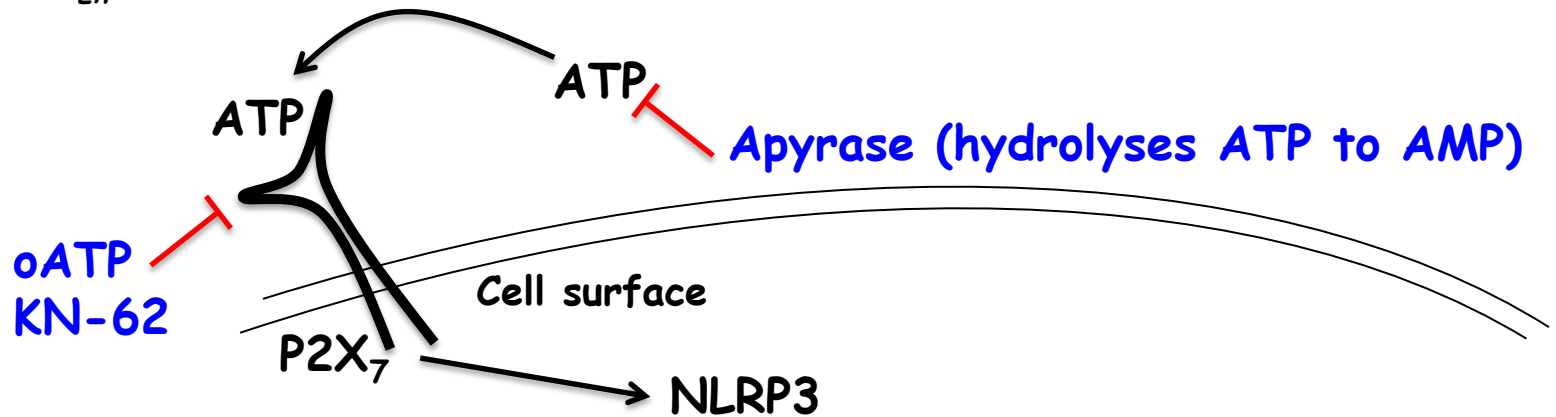 ATP
ATP
Apyrase (hydrolyses ATP to AMP)
oATP
KN-62
Cell surface
P2X₇
NLRP3